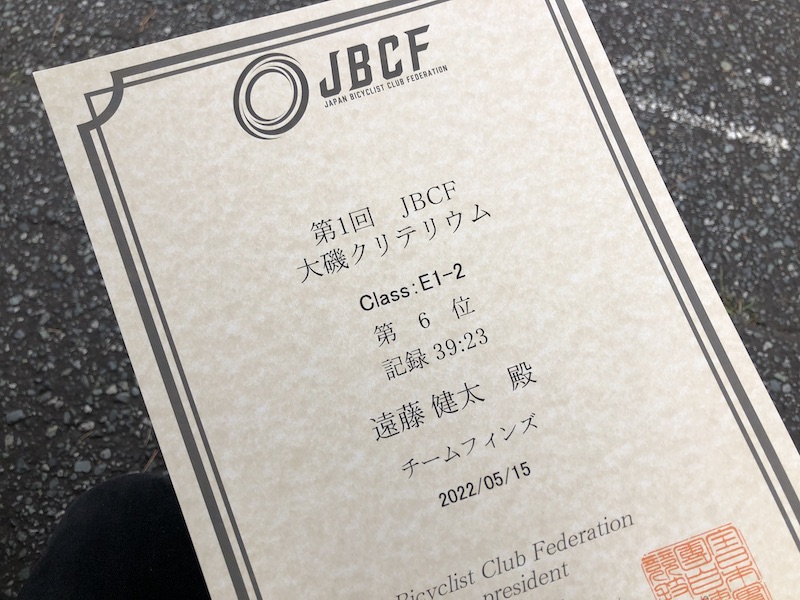 JBCF
JAPAN BICYCLIST CLUB FEDERATION
第1回 JBCF
大磯クリテリウム
Class:E1-2
第 6 位
記録 39:23
遠藤 健太 殿
チームフィンズ
2022/05/15
Bicyclist Club Federation
president